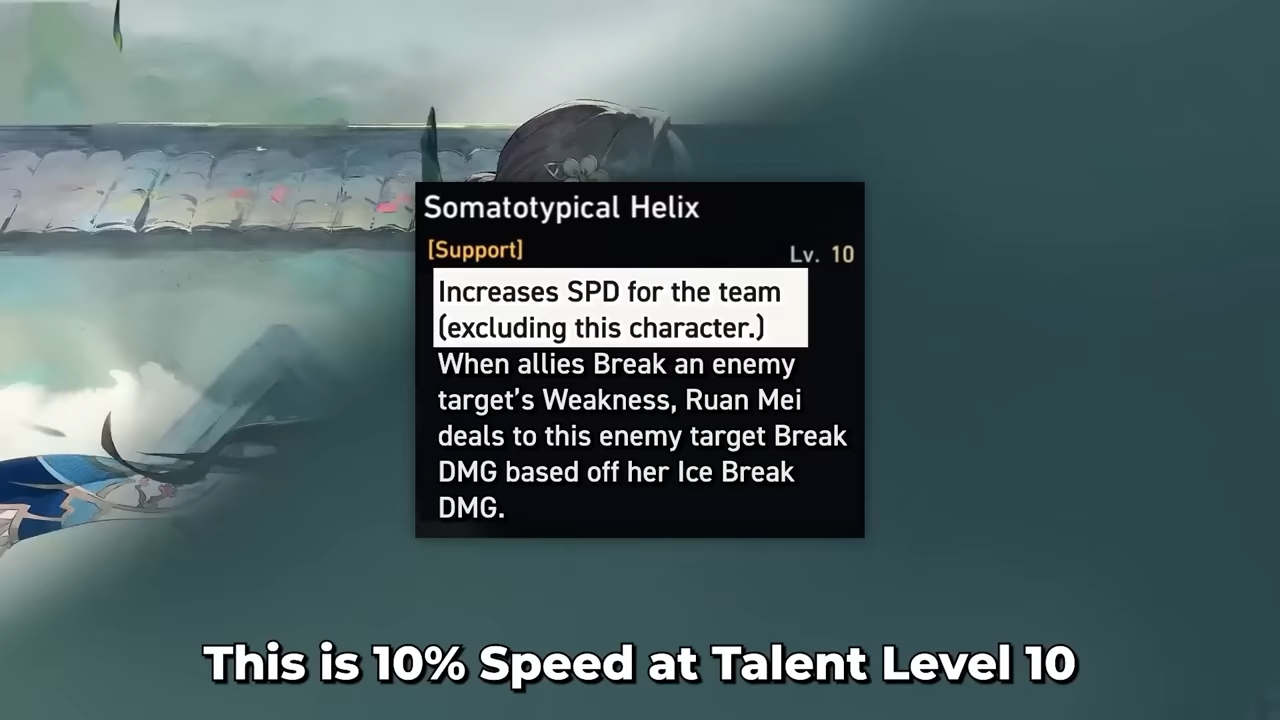 Somatotypical Helix
[Support]
Lv. 10
Increases SPD for the team
(excluding this character.)
When allies Break an enemy
target's Weakness, Ruan Mei
deals to this enemy target Break
DMG based off her Ice Break
DMG.
This is 10% Speed at Talent Level 10